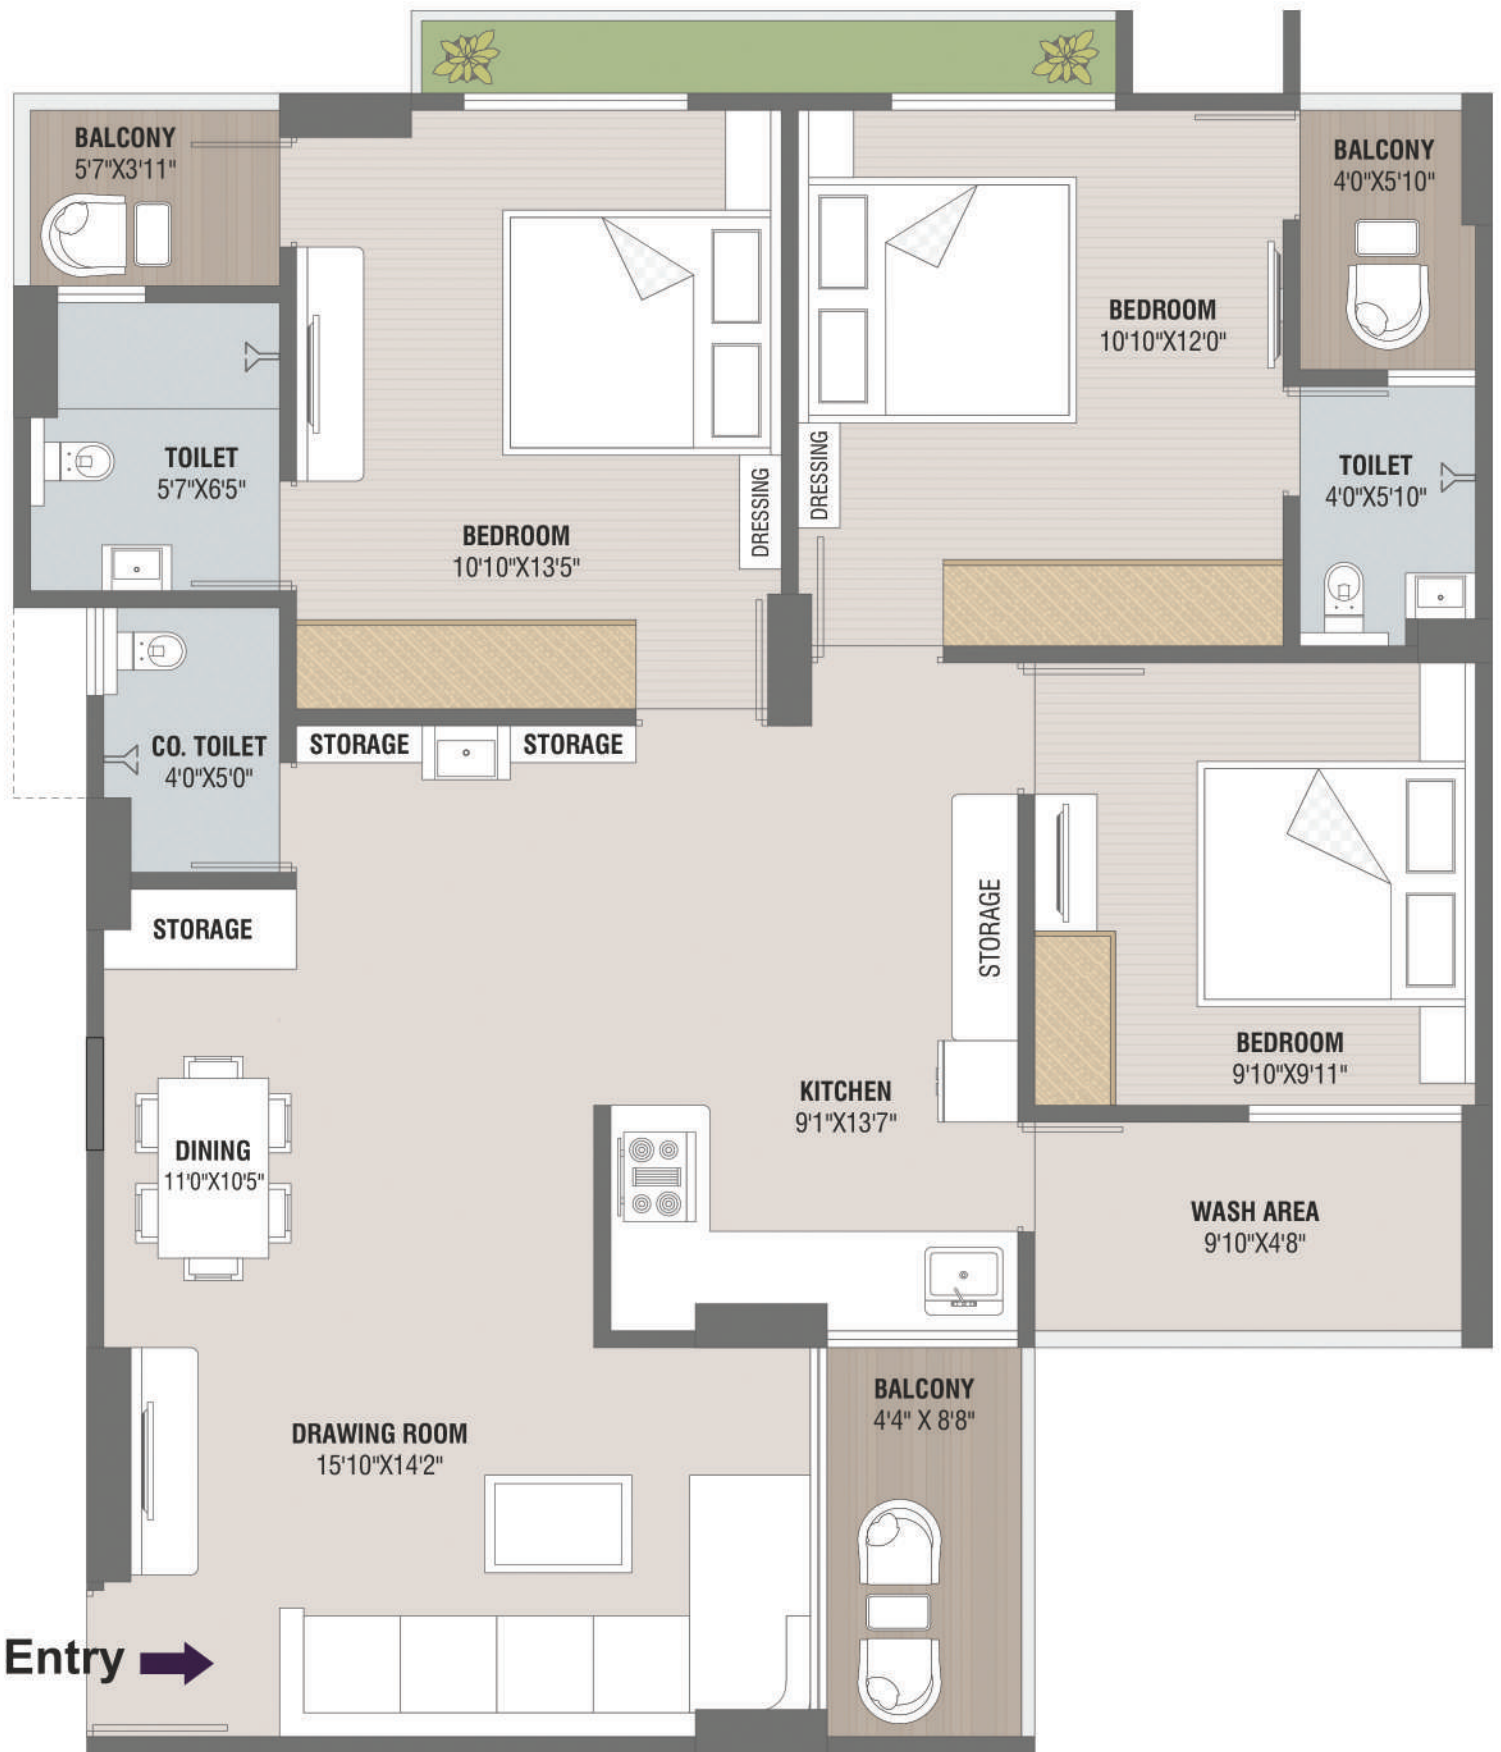 BALCONY
5'7"X3'11"
BALCONY
4'0"X5'10"
BEDROOM
10'10"X12'0"
TOILET
5'7"X6'5"
DRESSING
DRESSING
TOILET
4'0"X5'10"
BEDROOM
10'10"X13'5"
CO. TOILET
4'0"X5'0"
STORAGE
STORAGE
STORAGE
STORAGE
BEDROOM
9'10"X9'11"
KITCHEN
9'1"X13'7"
DINING
11'0"X10'5"
WASH AREA
9'10"X4'8"
BALCONY
4'4" X 8'8"
DRAWING ROOM
15'10"X14'2"
Entry